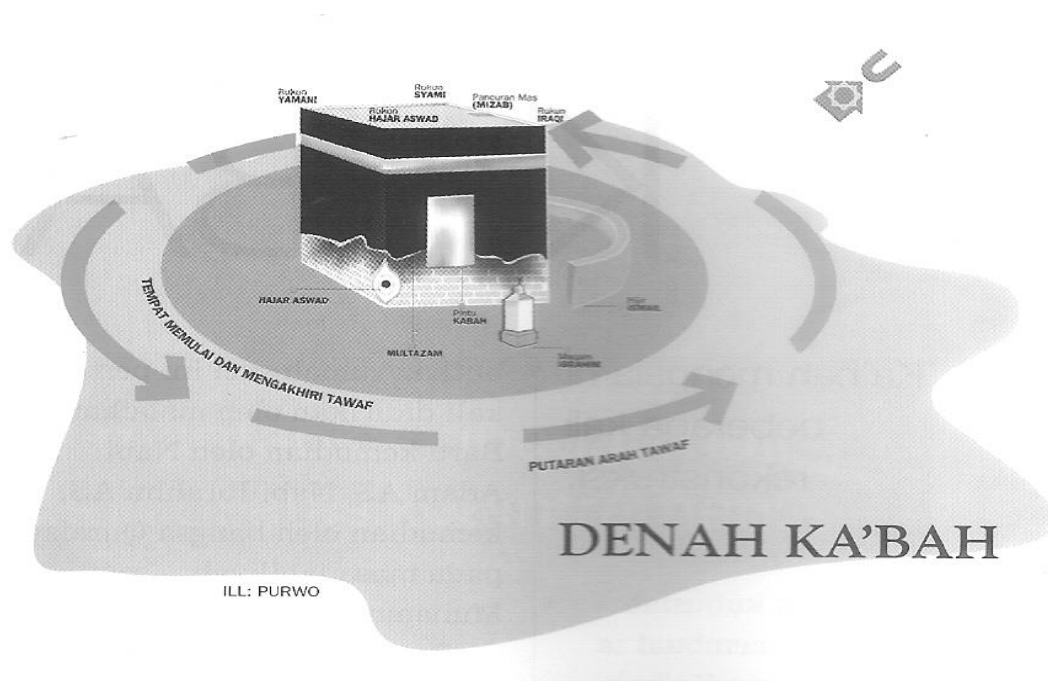 U
Rukun
YAMANI
Rukun
SYAMI
Rukun
HAJAR ASWAD
Pancuran Mas
(MIZAB)
Rukun
IRAQI
HAJAR ASWAD
MULTAZAM
Pintu
KABAH
Maqam
IBRAHIM
Hijir
ISMAIL
TEMPAT MEMULAI DAN MENGAKHIRI TAWAF
PUTARAN ARAH TAWAF
DENAH KA'BAH
ILL: PURWO